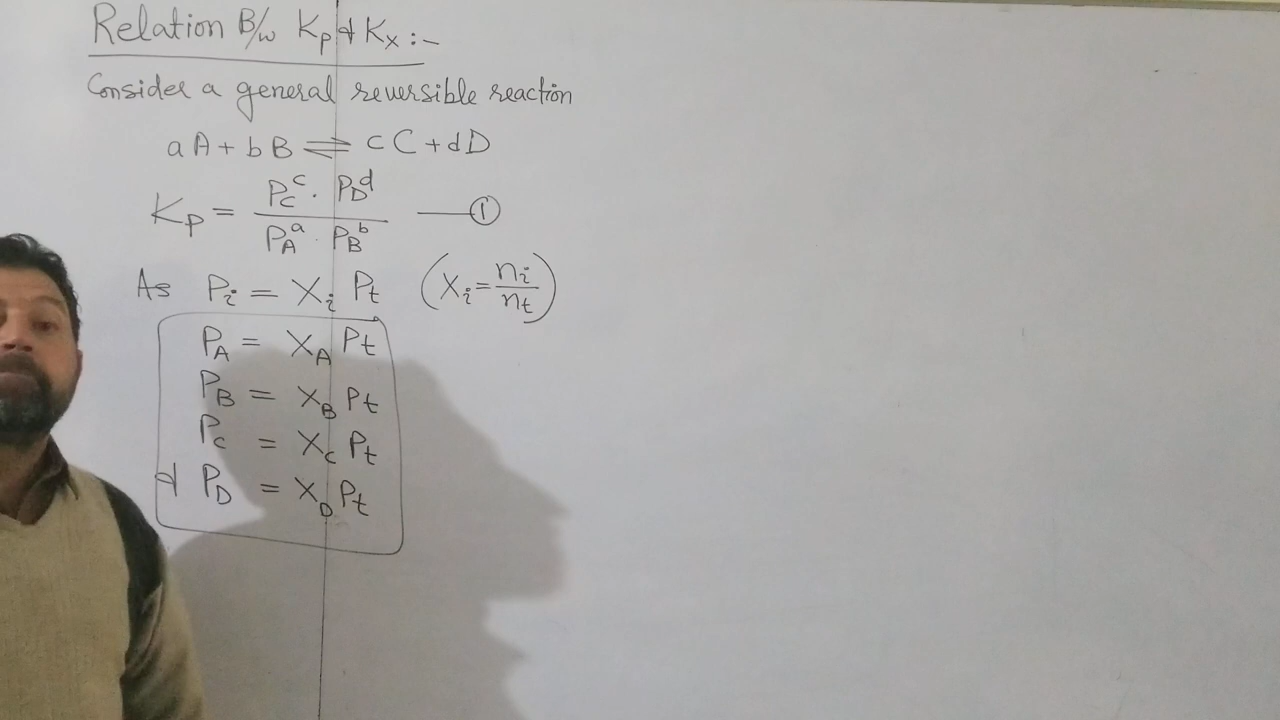 Relation B/w Kp & Kx :-
Consider a general reversible reaction
aA + bB ⇌ cC + dD
Kp = PC^c . PD^d / PA^a . PB^b —— ①
As Pi = Xi Pt (Xi = ni/nt)
PA = XA Pt
PB = XB Pt
Pc = Xc Pt
& PD = XD Pt